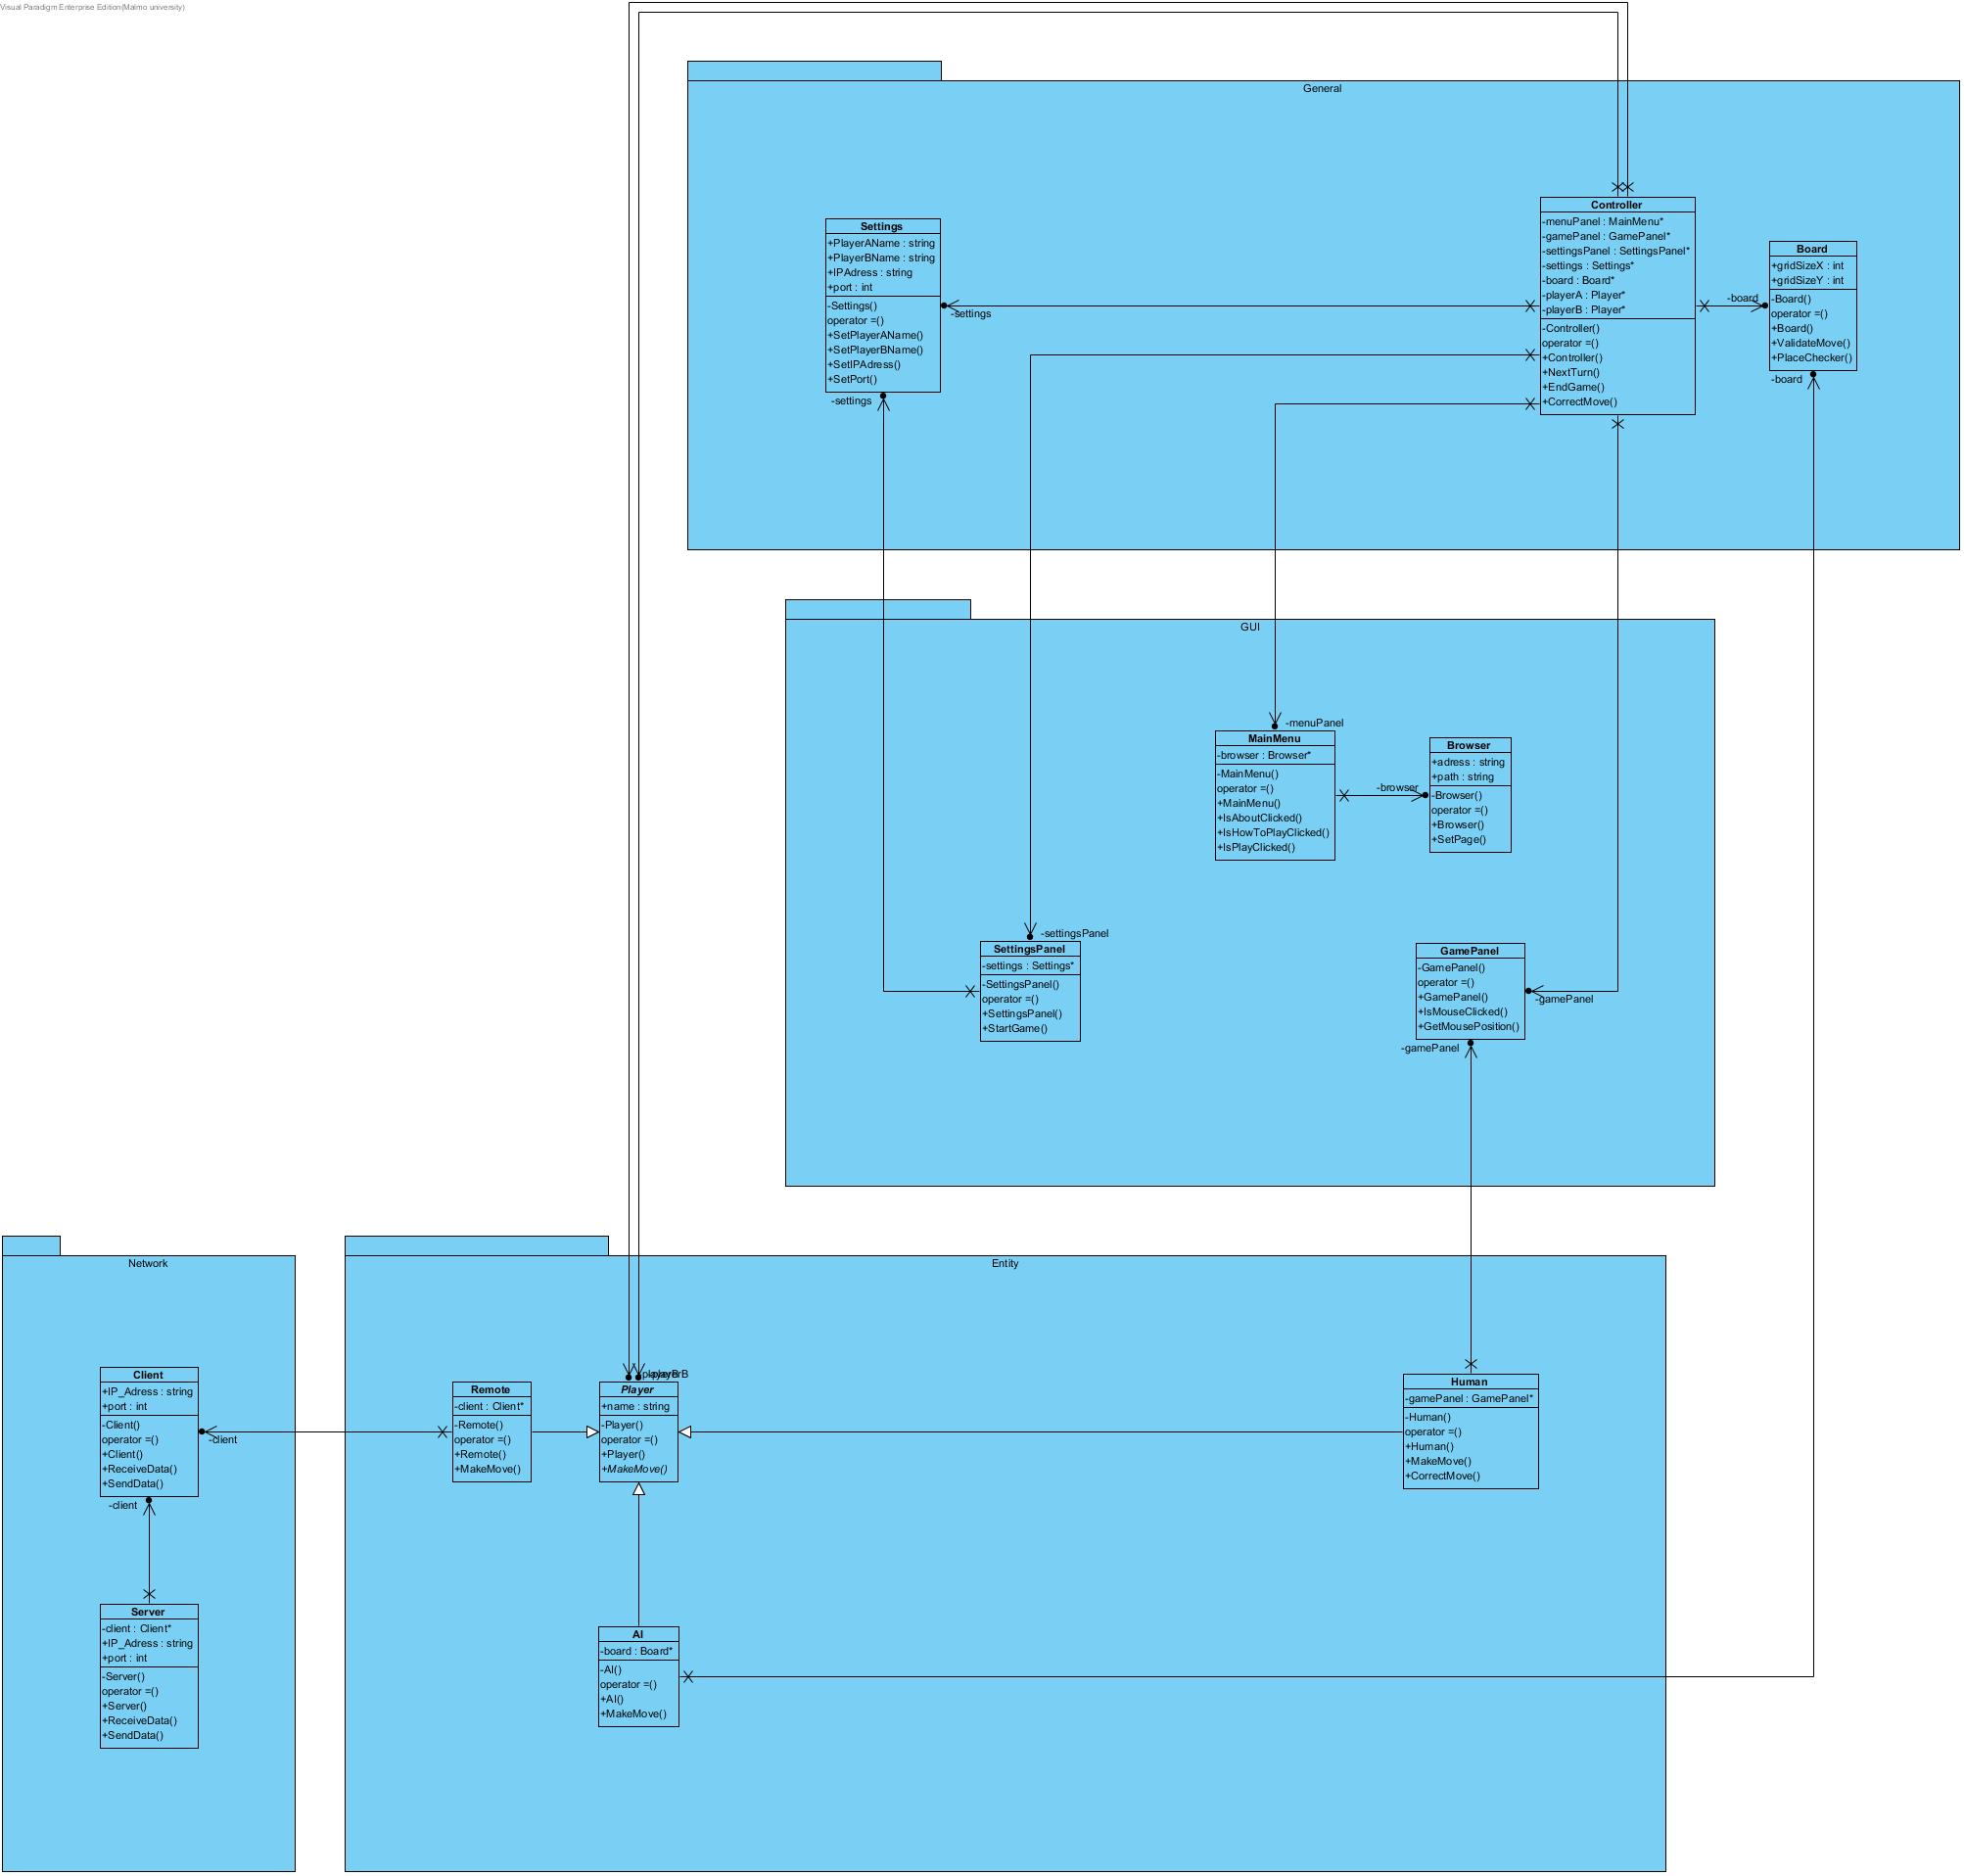 Visual Paradigm Enterprise Edition(Malmo university)
General
Settings
+PlayerAName : string
+PlayerBName : string
+IPAdress : string
+port : int
-Settings()
operator =()
+SetPlayerAName()
+SetPlayerBName()
+SetIPAdress()
+SetPort()
-settings
-settings
Controller
-menuPanel : MainMenu*
-gamePanel : GamePanel*
-settingsPanel : SettingsPanel*
-settings : Settings*
-board : Board*
-playerA : Player*
-playerB : Player*
-Controller()
operator =()
+Controller()
+NextTurn()
+EndGame()
+CorrectMove()
-board
Board
+gridSizeX : int
+gridSizeY : int
-Board()
operator =()
+Board()
+ValidateMove()
+PlaceChecker()
-board
GUI
-menuPanel
MainMenu
-browser : Browser*
-MainMenu()
operator =()
+MainMenu()
+IsAboutClicked()
+IsHowToPlayClicked()
+IsPlayClicked()
-browser
Browser
+adress : string
+path : string
-Browser()
operator =()
+Browser()
+SetPage()
-settingsPanel
SettingsPanel
-settings : Settings*
-SettingsPanel()
operator =()
+SettingsPanel()
+StartGame()
GamePanel
-GamePanel()
operator =()
+GamePanel()
+IsMouseClicked()
+GetMousePosition()
-gamePanel
-gamePanel
Network
Client
+IP_Adress : string
+port : int
-Client()
operator =()
+Client()
+ReceiveData()
+SendData()
-client
-client
Server
-client : Client*
+IP_Adress : string
+port : int
-Server()
operator =()
+Server()
+ReceiveData()
+SendData()
Entity
Remote
-client : Client*
-Remote()
operator =()
+Remote()
+MakeMove()
Player
+name : string
-Player()
operator =()
+Player()
+MakeMove()
Human
-gamePanel : GamePanel*
-Human()
operator =()
+Human()
+MakeMove()
+CorrectMove()
AI
-board : Board*
-AI()
operator =()
+AI()
+MakeMove()